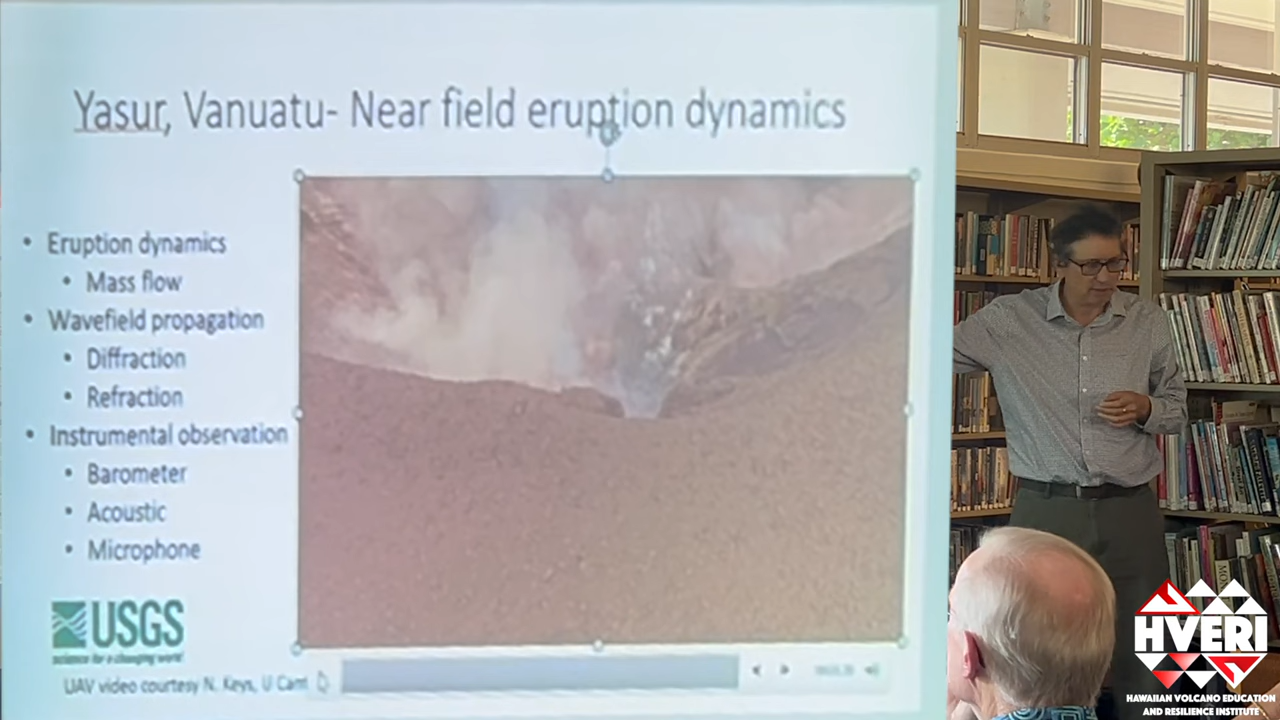 Yasur, Vanuatu- Near field eruption dynamics
• Eruption dynamics
• Mass flow
• Wavefield propagation
• Diffraction
• Refraction
• Instrumental observation
• Barometer
• Acoustic
• Microphone
USGS
science for a changing world
UAV video courtesy N. Keys, U Cant
HVERI
HAWAIIAN VOLCANO EDUCATION
AND RESILIENCE INSTITUTE